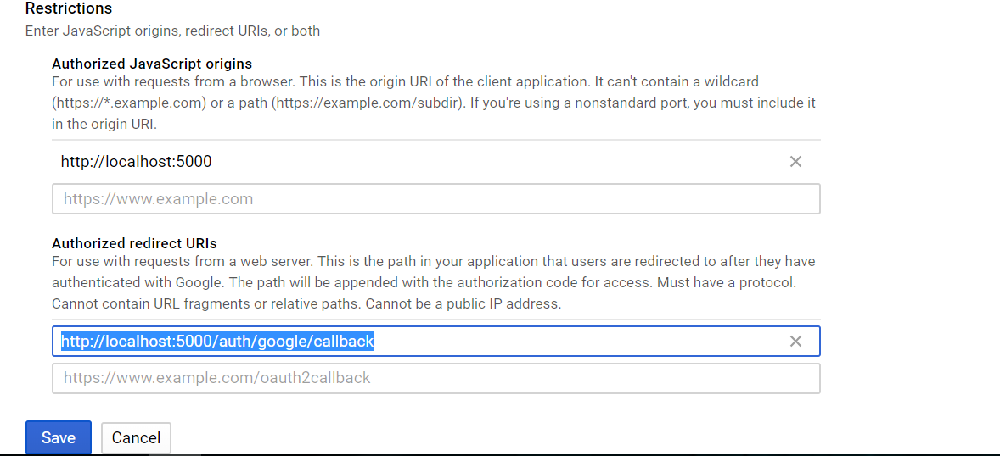 Restrictions
Enter JavaScript origins, redirect URIs, or both
Authorized JavaScript origins
For use with requests from a browser. This is the origin URI of the client application. It can't contain a wildcard
(https://*.example.com) or a path (https://example.com/subdir). If you're using a nonstandard port, you must include it
in the origin URI.
http://localhost:5000
https://www.example.com
Authorized redirect URIs
For use with requests from a web server. This is the path in your application that users are redirected to after they have
authenticated with Google. The path will be appended with the authorization code for access. Must have a protocol.
Cannot contain URL fragments or relative paths. Cannot be a public IP address.
http://localhost:5000/auth/google/callback
https://www.example.com/oauth2callback
Save Cancel